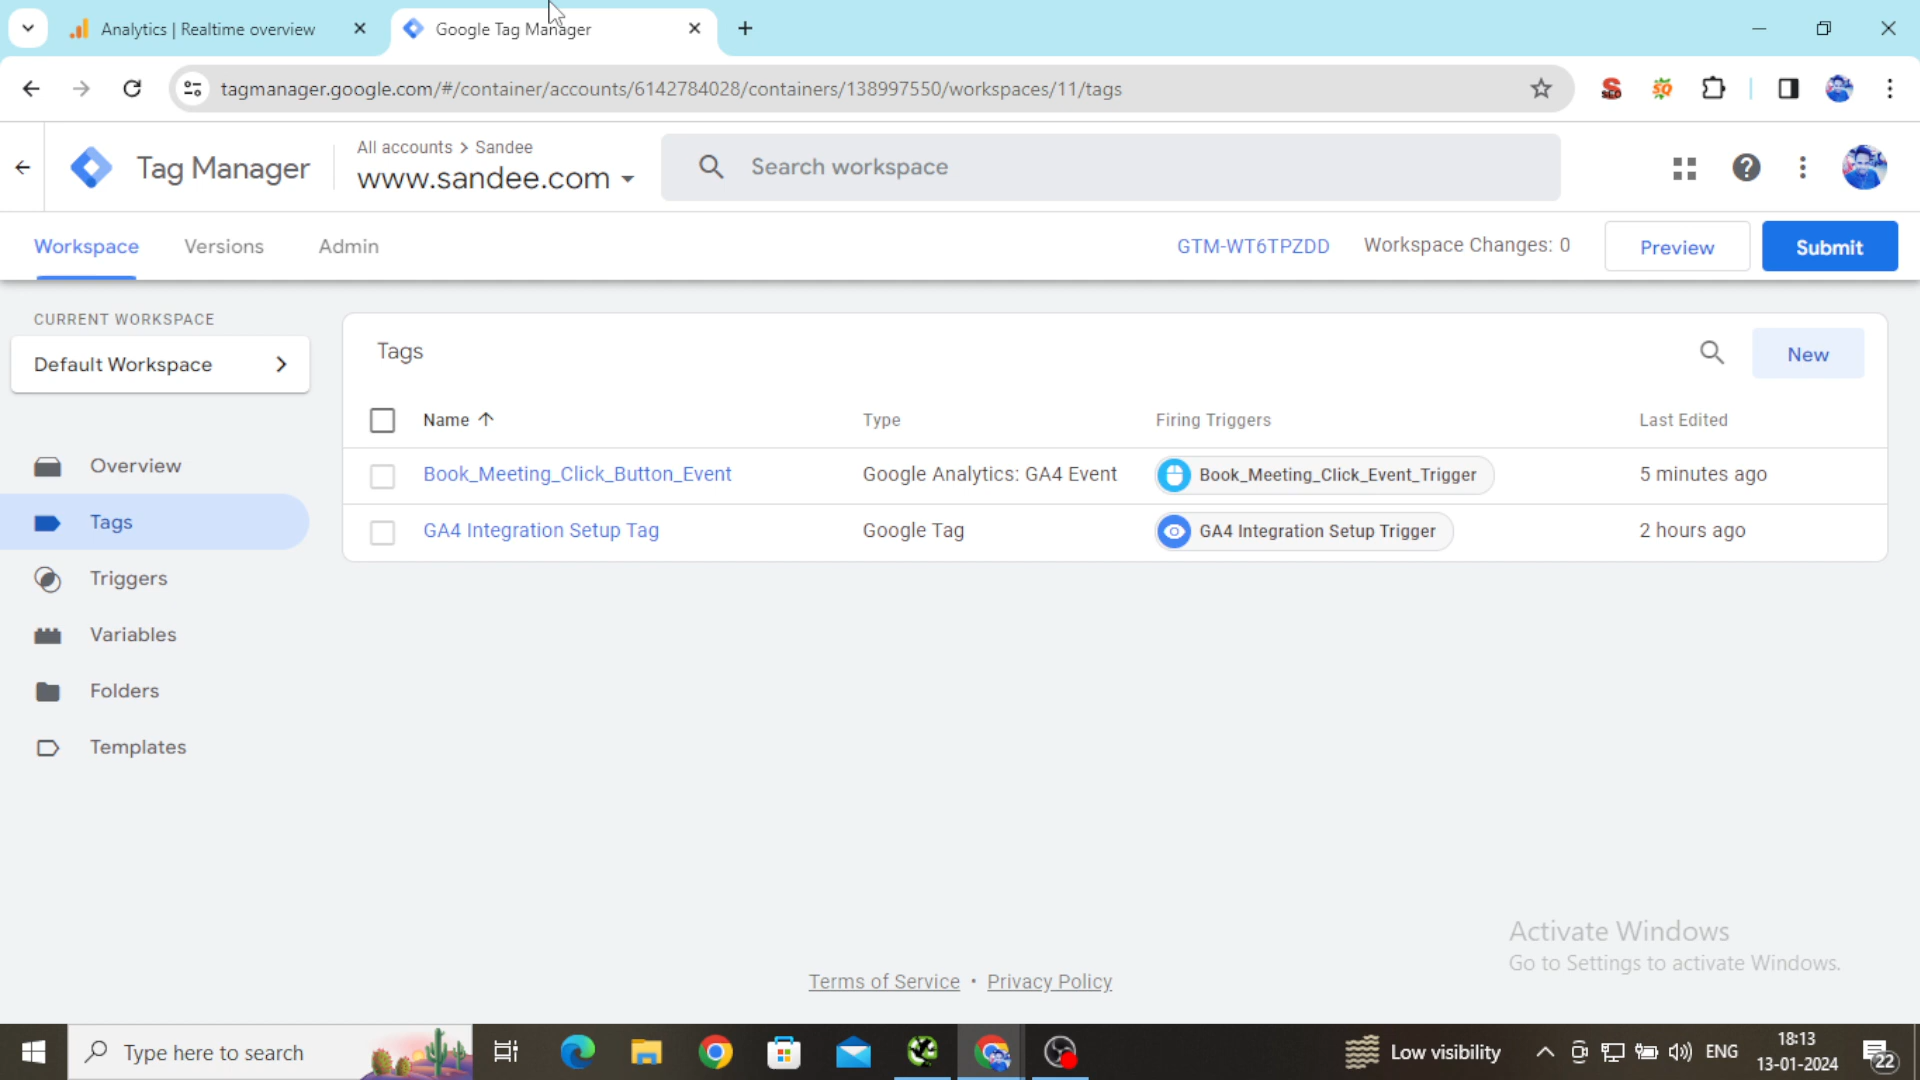 Analytics | Realtime overview
Google Tag Manager
tagmanager.google.com/#/container/accounts/6142784028/containers/138997550/workspaces/11/tags
SEO
SQ
Tag Manager
All accounts > Sandee
www.sandee.com
Search workspace
Workspace
Versions
Admin
GTM-WT6TPZDD
Workspace Changes: 0
Preview
Submit
CURRENT WORKSPACE
Default Workspace
Overview
Tags
Triggers
Variables
Folders
Templates
Tags
New
Name
Type
Firing Triggers
Last Edited
Book_Meeting_Click_Button_Event
Google Analytics: GA4 Event
Book_Meeting_Click_Event_Trigger
5 minutes ago
GA4 Integration Setup Tag
Google Tag
GA4 Integration Setup Trigger
2 hours ago
Activate Windows
Go to Settings to activate Windows.
Terms of Service • Privacy Policy
Type here to search
Low visibility
ENG
18:13
13-01-2024
22